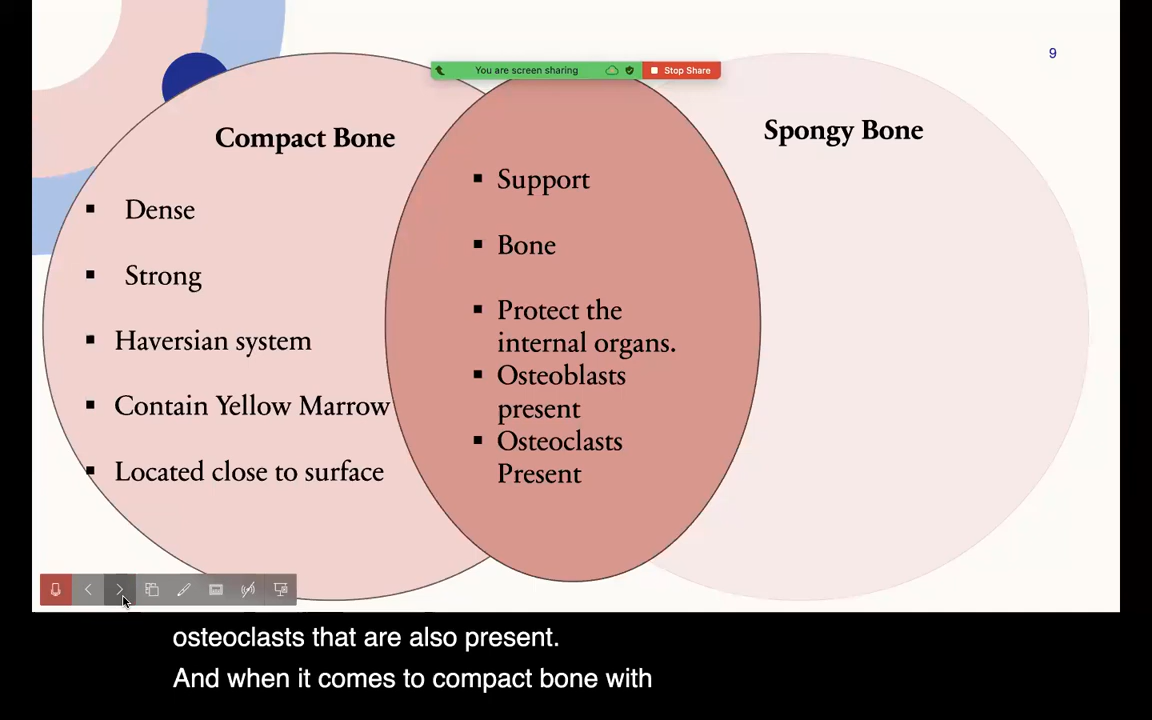 9
You are screen sharing
Stop Share
Compact Bone
Dense
Strong
Haversian system
Contain Yellow Marrow
Located close to surface
Support
Bone
Protect the
internal organs.
Osteoblasts
present
Osteoclasts
Present
Spongy Bone
osteoclasts that are also present.
And when it comes to compact bone with